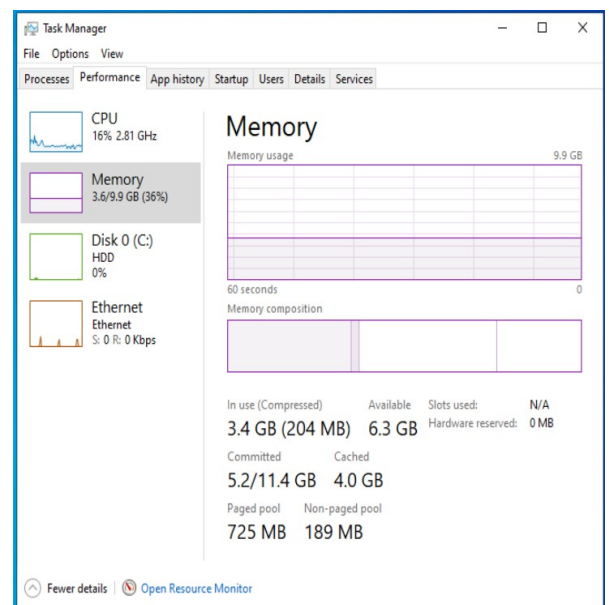 Task Manager
File Options View
Processes Performance App history Startup Users Details Services
CPU
16% 2.81 GHz
Memory
3.6/9.9 GB (36%)
Disk 0 (C:)
HDD
0%
Ethernet
Ethernet
S: 0 R: 0 Kbps
Memory
Memory usage 9.9 GB
60 seconds 0
Memory composition
In use (Compressed) Available Slots used: N/A
3.4 GB (204 MB) 6.3 GB Hardware reserved: 0 MB
Committed Cached
5.2/11.4 GB 4.0 GB
Paged pool Non-paged pool
725 MB 189 MB
Fewer details Open Resource Monitor